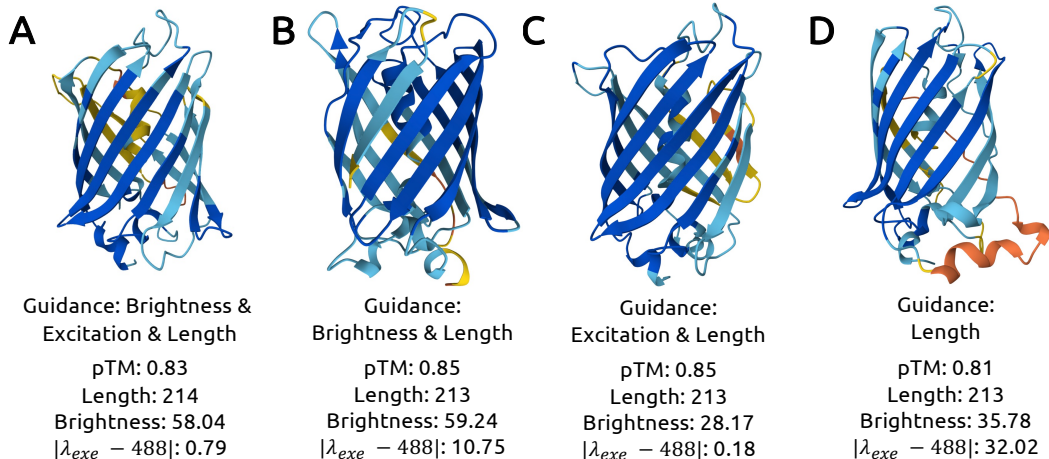 A
B
C
D
Guidance: Brightness &
Excitation & Length
pTM: 0.83
Length: 214
Brightness: 58.04
|λexe − 488|: 0.79
Guidance:
Brightness & Length
pTM: 0.85
Length: 213
Brightness: 59.24
|λexe − 488|: 10.75
Guidance:
Excitation & Length
pTM: 0.85
Length: 213
Brightness: 28.17
|λexe − 488|: 0.18
Guidance:
Length
pTM: 0.81
Length: 213
Brightness: 35.78
|λexe − 488|: 32.02